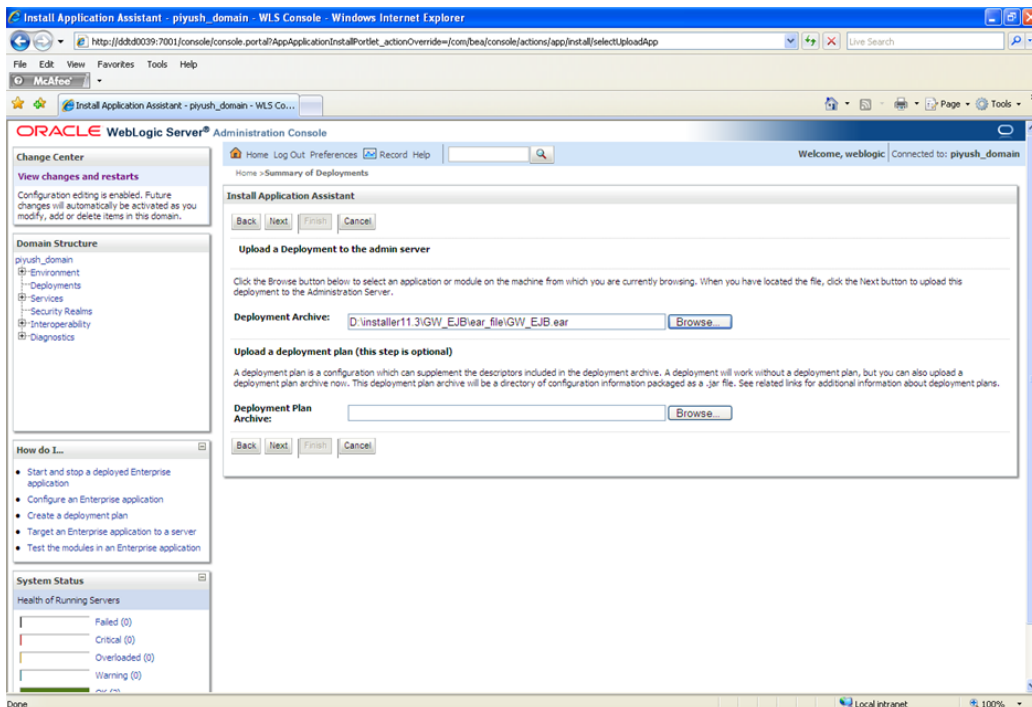 Install Application Assistant - piyush_domain - WLS Console - Windows Internet Explorer
http://ddtd0039:7001/console/console.portal?AppApplicationInstallPortlet_actionOverride=/com/bea/console/actions/app/install/selectUploadApp
Live Search
File Edit View Favorites Tools Help
McAfee
Install Application Assistant - piyush_domain - WLS Co...
Page Tools
ORACLE WebLogic Server® Administration Console
Change Center
View changes and restarts
Configuration editing is enabled. Future
changes will automatically be activated as you
modify, add or delete items in this domain.
Domain Structure
piyush_domain
Environment
Deployments
Services
Security Realms
Interoperability
Diagnostics
How do I...
Start and stop a deployed Enterprise
application
Configure an Enterprise application
Create a deployment plan
Target an Enterprise application to a server
Test the modules in an Enterprise application
System Status
Health of Running Servers
Failed (0)
Critical (0)
Overloaded (0)
Warning (0)
Home Log Out Preferences Record Help
Welcome, weblogic Connected to: piyush_domain
Home >Summary of Deployments
Install Application Assistant
Back Next Finish Cancel
Upload a Deployment to the admin server
Click the Browse button below to select an application or module on the machine from which you are currently browsing. When you have located the file, click the Next button to upload this
deployment to the Administration Server.
Deployment Archive: D:\installer11.3\GW_EJB\ear_file\GW_EJB.ear Browse...
Upload a deployment plan (this step is optional)
A deployment plan is a configuration which can supplement the descriptors included in the deployment archive. A deployment will work without a deployment plan, but you can also upload a
deployment plan archive now. This deployment plan archive will be a directory of configuration information packaged as a .jar file. See related links for additional information about deployment plans.
Deployment Plan
Archive: Browse...
Back Next Finish Cancel
Done Local intranet 100%